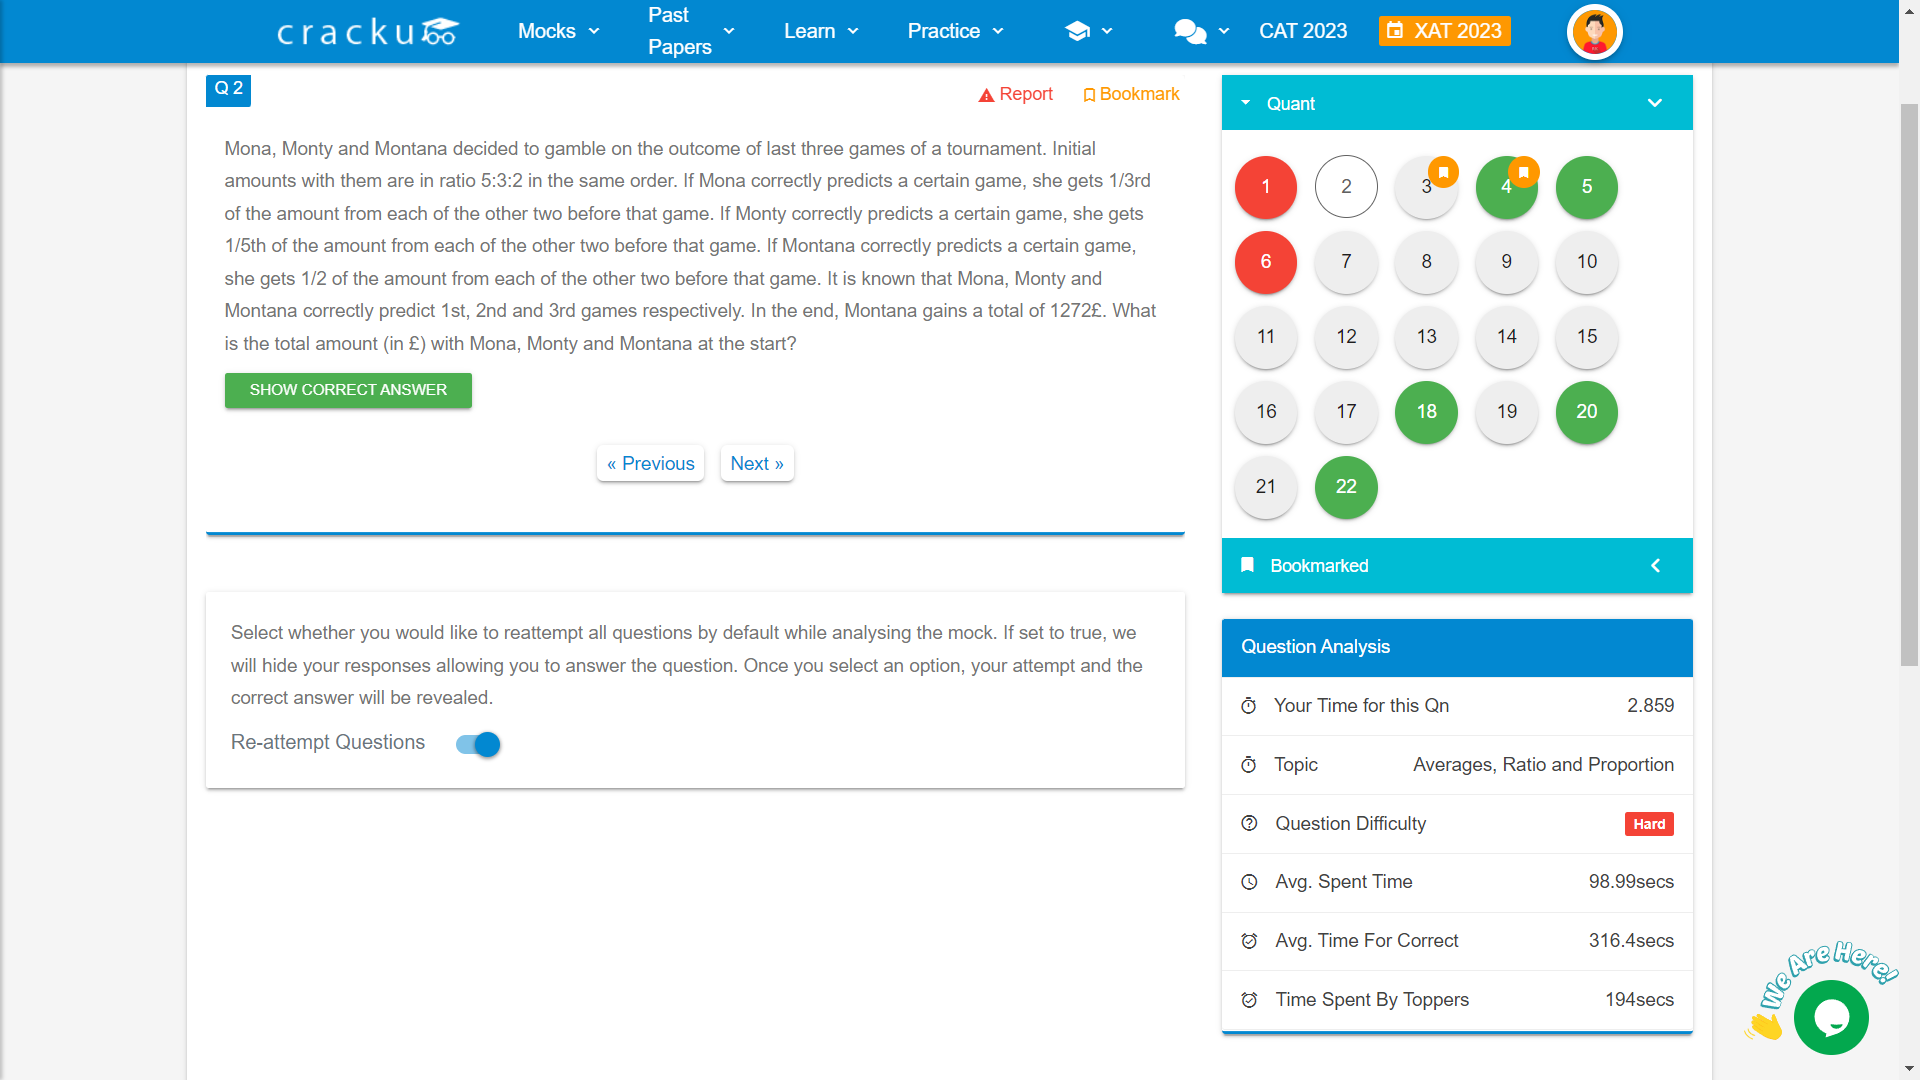 cracku
Mocks
Past Papers
Learn
Practice
CAT 2023
XAT 2023
Q 2
Report
Bookmark
Mona, Monty and Montana decided to gamble on the outcome of last three games of a tournament. Initial
amounts with them are in ratio 5:3:2 in the same order. If Mona correctly predicts a certain game, she gets 1/3rd
of the amount from each of the other two before that game. If Monty correctly predicts a certain game, she gets
1/5th of the amount from each of the other two before that game. If Montana correctly predicts a certain game,
she gets 1/2 of the amount from each of the other two before that game. It is known that Mona, Monty and
Montana correctly predict 1st, 2nd and 3rd games respectively. In the end, Montana gains a total of 1272£. What
is the total amount (in £) with Mona, Monty and Montana at the start?
SHOW CORRECT ANSWER
« Previous
Next »
Select whether you would like to reattempt all questions by default while analysing the mock. If set to true, we
will hide your responses allowing you to answer the question. Once you select an option, your attempt and the
correct answer will be revealed.
Re-attempt Questions
Quant
1 2 3 4 5
6 7 8 9 10
11 12 13 14 15
16 17 18 19 20
21 22
Bookmarked
Question Analysis
Your Time for this Qn 2.859
Topic Averages, Ratio and Proportion
Question Difficulty Hard
Avg. Spent Time 98.99secs
Avg. Time For Correct 316.4secs
Time Spent By Toppers 194secs
We Are Here!